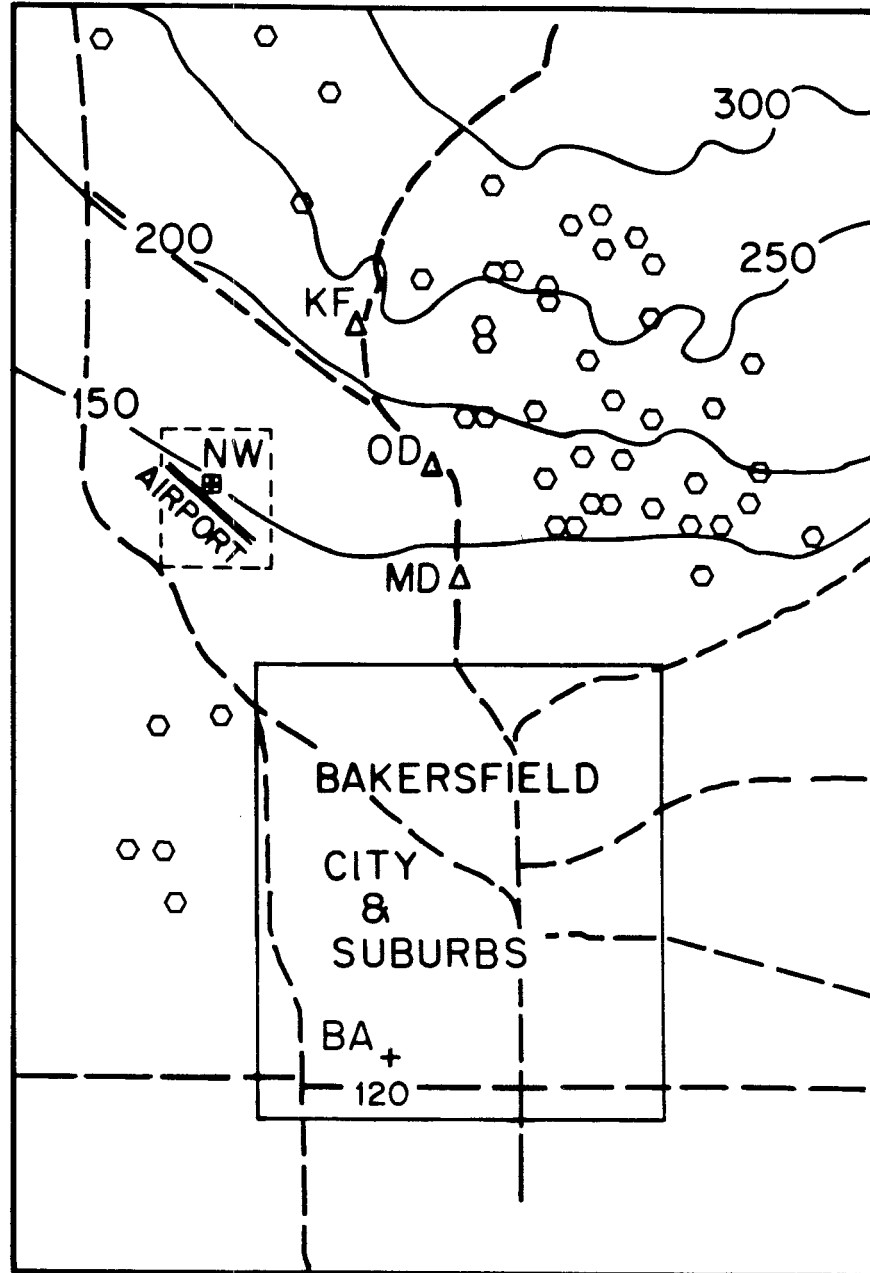 300
200
250
KF
150
NW
OD
AIRPORT
MD
BAKERSFIELD
CITY
&
SUBURBS
BA
120